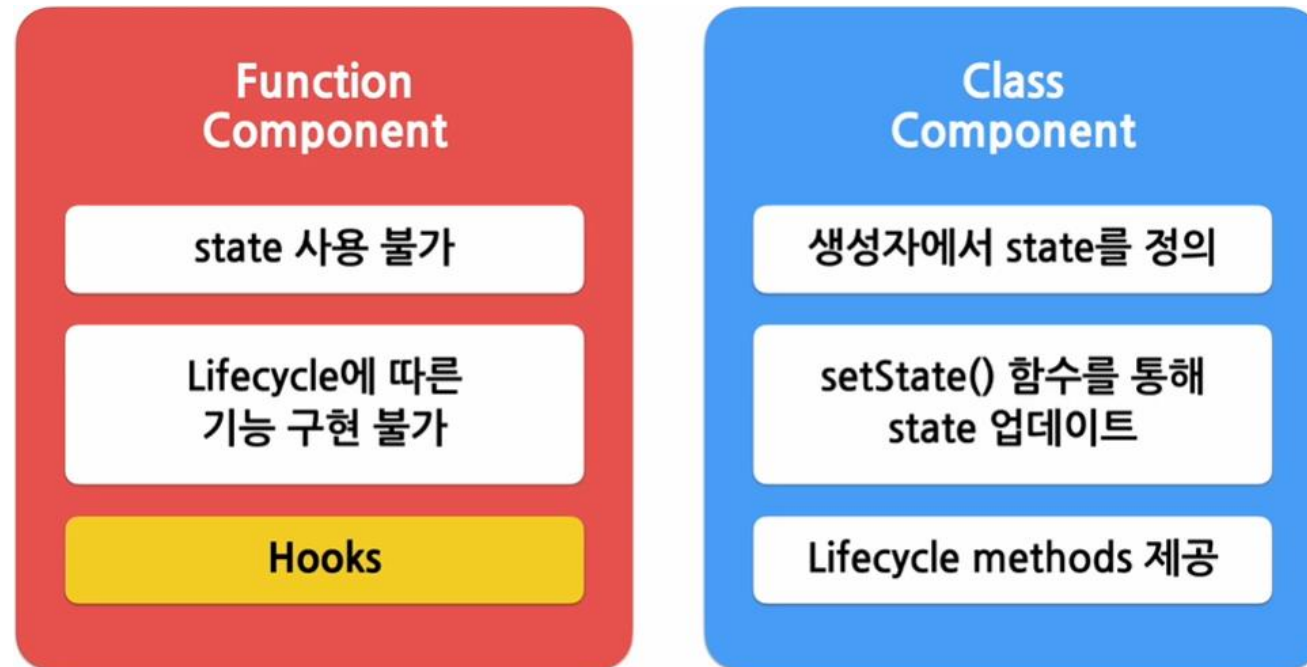 Function
Component
state 사용 불가
Lifecycle에 따른
기능 구현 불가
Hooks
Class
Component
생성자에서 state를 정의
setState() 함수를 통해
state 업데이트
Lifecycle methods 제공